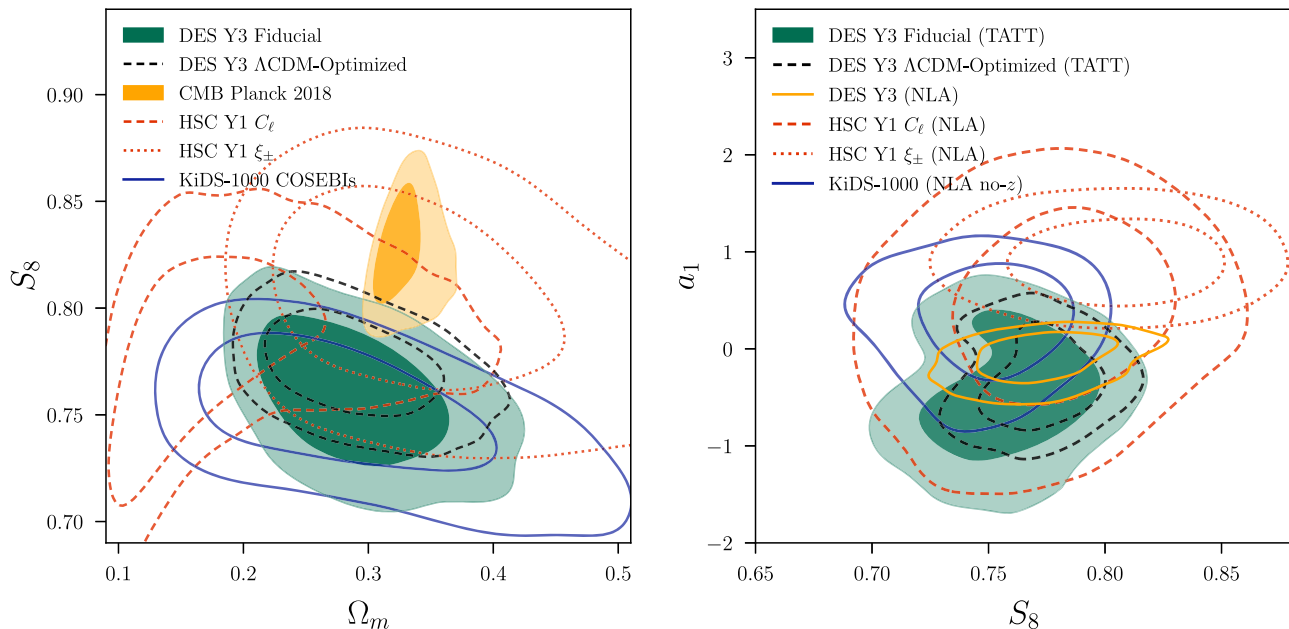 DES Y3 Fiducial
DES Y3 ΛCDM-Optimized
CMB Planck 2018
HSC Y1 Cℓ
HSC Y1 ξ±
KiDS-1000 COSEBIs
0.90
0.85
0.80
0.75
0.70
S8
0.1 0.2 0.3 0.4 0.5
Ωm
DES Y3 Fiducial (TATT)
DES Y3 ΛCDM-Optimized (TATT)
DES Y3 (NLA)
HSC Y1 Cℓ (NLA)
HSC Y1 ξ± (NLA)
KiDS-1000 (NLA no-z)
3
2
1
0
−1
−2
a1
0.65 0.70 0.75 0.80 0.85
S8